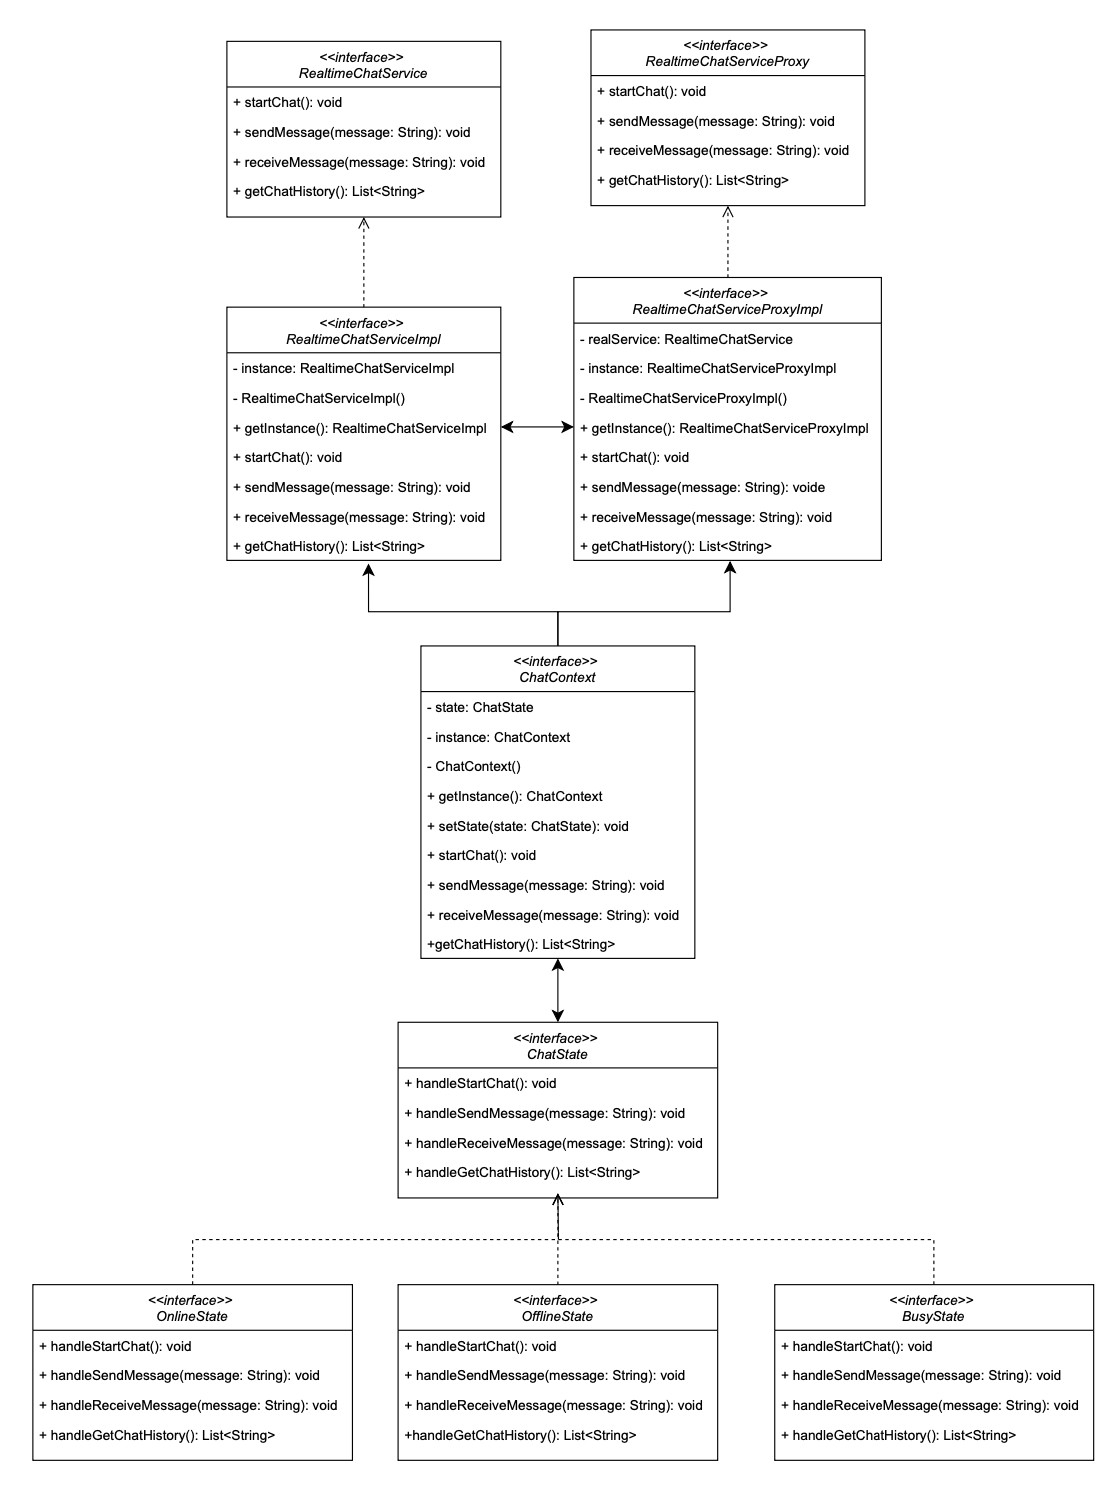 <<interface>>
RealtimeChatService
+ startChat(): void
+ sendMessage(message: String): void
+ receiveMessage(message: String): void
+ getChatHistory(): List<String>
<<interface>>
RealtimeChatServiceProxy
+ startChat(): void
+ sendMessage(message: String): void
+ receiveMessage(message: String): void
+ getChatHistory(): List<String>
<<interface>>
RealtimeChatServiceImpl
- instance: RealtimeChatServiceImpl
- RealtimeChatServiceImpl()
+ getInstance(): RealtimeChatServiceImpl
+ startChat(): void
+ sendMessage(message: String): void
+ receiveMessage(message: String): void
+ getChatHistory(): List<String>
<<interface>>
RealtimeChatServiceProxyImpl
- realService: RealtimeChatService
- instance: RealtimeChatServiceProxyImpl
- RealtimeChatServiceProxyImpl()
+ getInstance(): RealtimeChatServiceProxyImpl
+ startChat(): void
+ sendMessage(message: String): voide
+ receiveMessage(message: String): void
+ getChatHistory(): List<String>
<<interface>>
ChatContext
- state: ChatState
- instance: ChatContext
- ChatContext()
+ getInstance(): ChatContext
+ setState(state: ChatState): void
+ startChat(): void
+ sendMessage(message: String): void
+ receiveMessage(message: String): void
+getChatHistory(): List<String>
<<interface>>
ChatState
+ handleStartChat(): void
+ handleSendMessage(message: String): void
+ handleReceiveMessage(message: String): void
+ handleGetChatHistory(): List<String>
<<interface>>
OnlineState
+ handleStartChat(): void
+ handleSendMessage(message: String): void
+ handleReceiveMessage(message: String): void
+ handleGetChatHistory(): List<String>
<<interface>>
OfflineState
+ handleStartChat(): void
+ handleSendMessage(message: String): void
+ handleReceiveMessage(message: String): void
+handleGetChatHistory(): List<String>
<<interface>>
BusyState
+ handleStartChat(): void
+ handleSendMessage(message: String): void
+ handleReceiveMessage(message: String): void
+ handleGetChatHistory(): List<String>